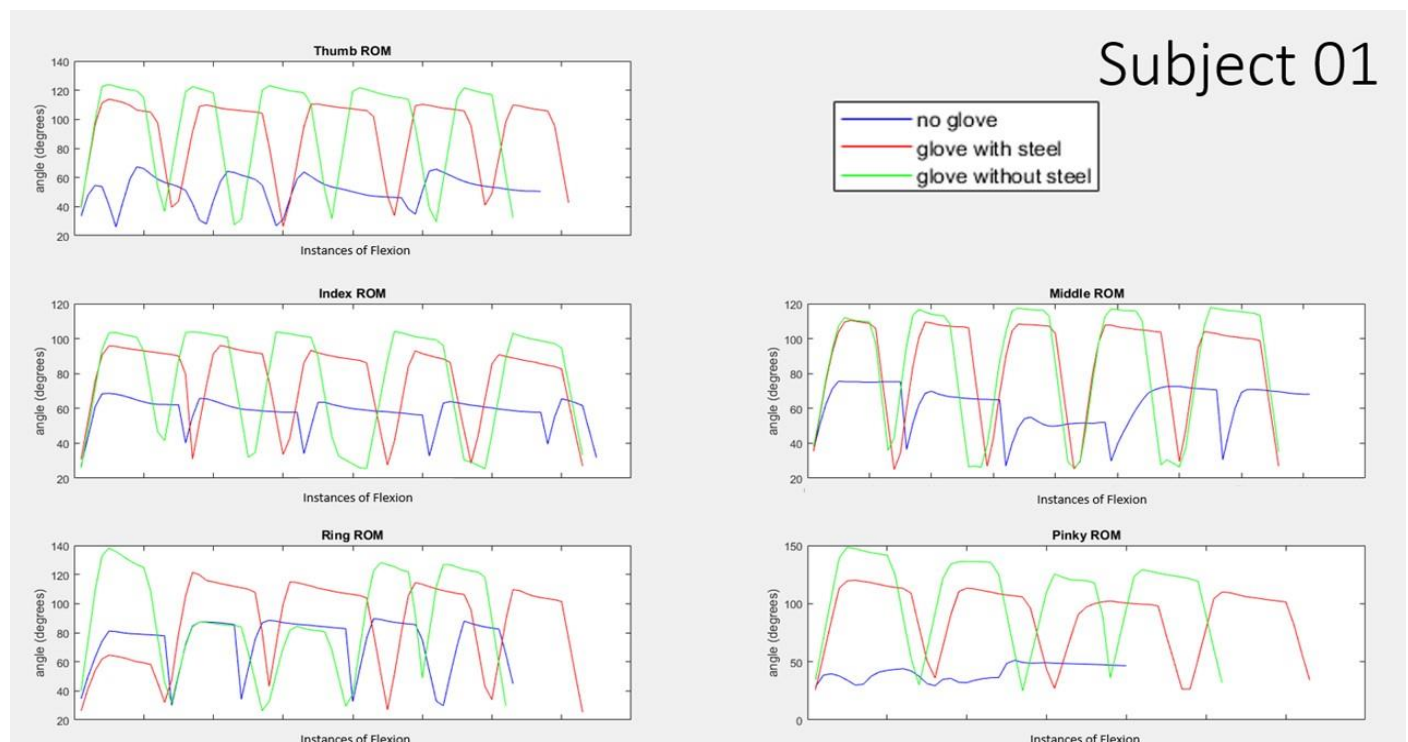 Subject 01
no glove
glove with steel
glove without steel
Thumb ROM
angle (degrees)
140
120
100
80
60
40
20
Instances of Flexion
Index ROM
angle (degrees)
120
100
80
60
40
20
Instances of Flexion
Middle ROM
angle (degrees)
120
100
80
60
40
20
Instances of Flexion
Ring ROM
angle (degrees)
140
120
100
80
60
40
20
Instances of Flexion
Pinky ROM
angle (degrees)
150
100
50
0
Instances of Flexion